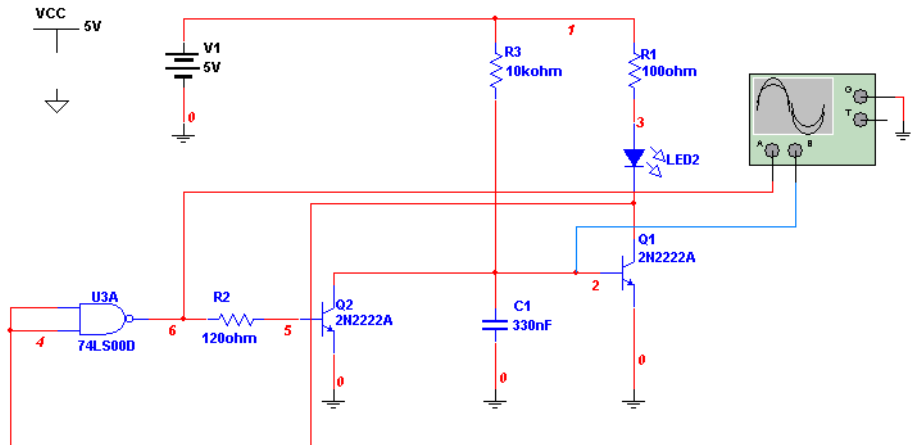 VCC
5V
V1
5V
0
1
R3
10kohm
R1
100ohm
3
LED2
G
T
A
B
Q1
2N2222A
2
U3A
4
74LS00D
6
R2
120ohm
5
Q2
2N2222A
0
C1
330nF
0
0
0